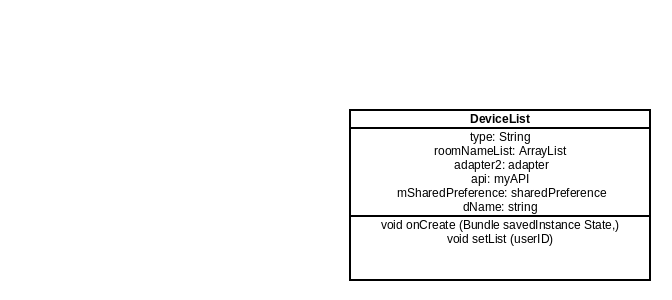 DeviceList
type: String
roomNameList: ArrayList
adapter2: adapter
api: myAPI
mSharedPreference: sharedPreference
dName: string
void onCreate (Bundle savedInstance State,)
void setList (userID)